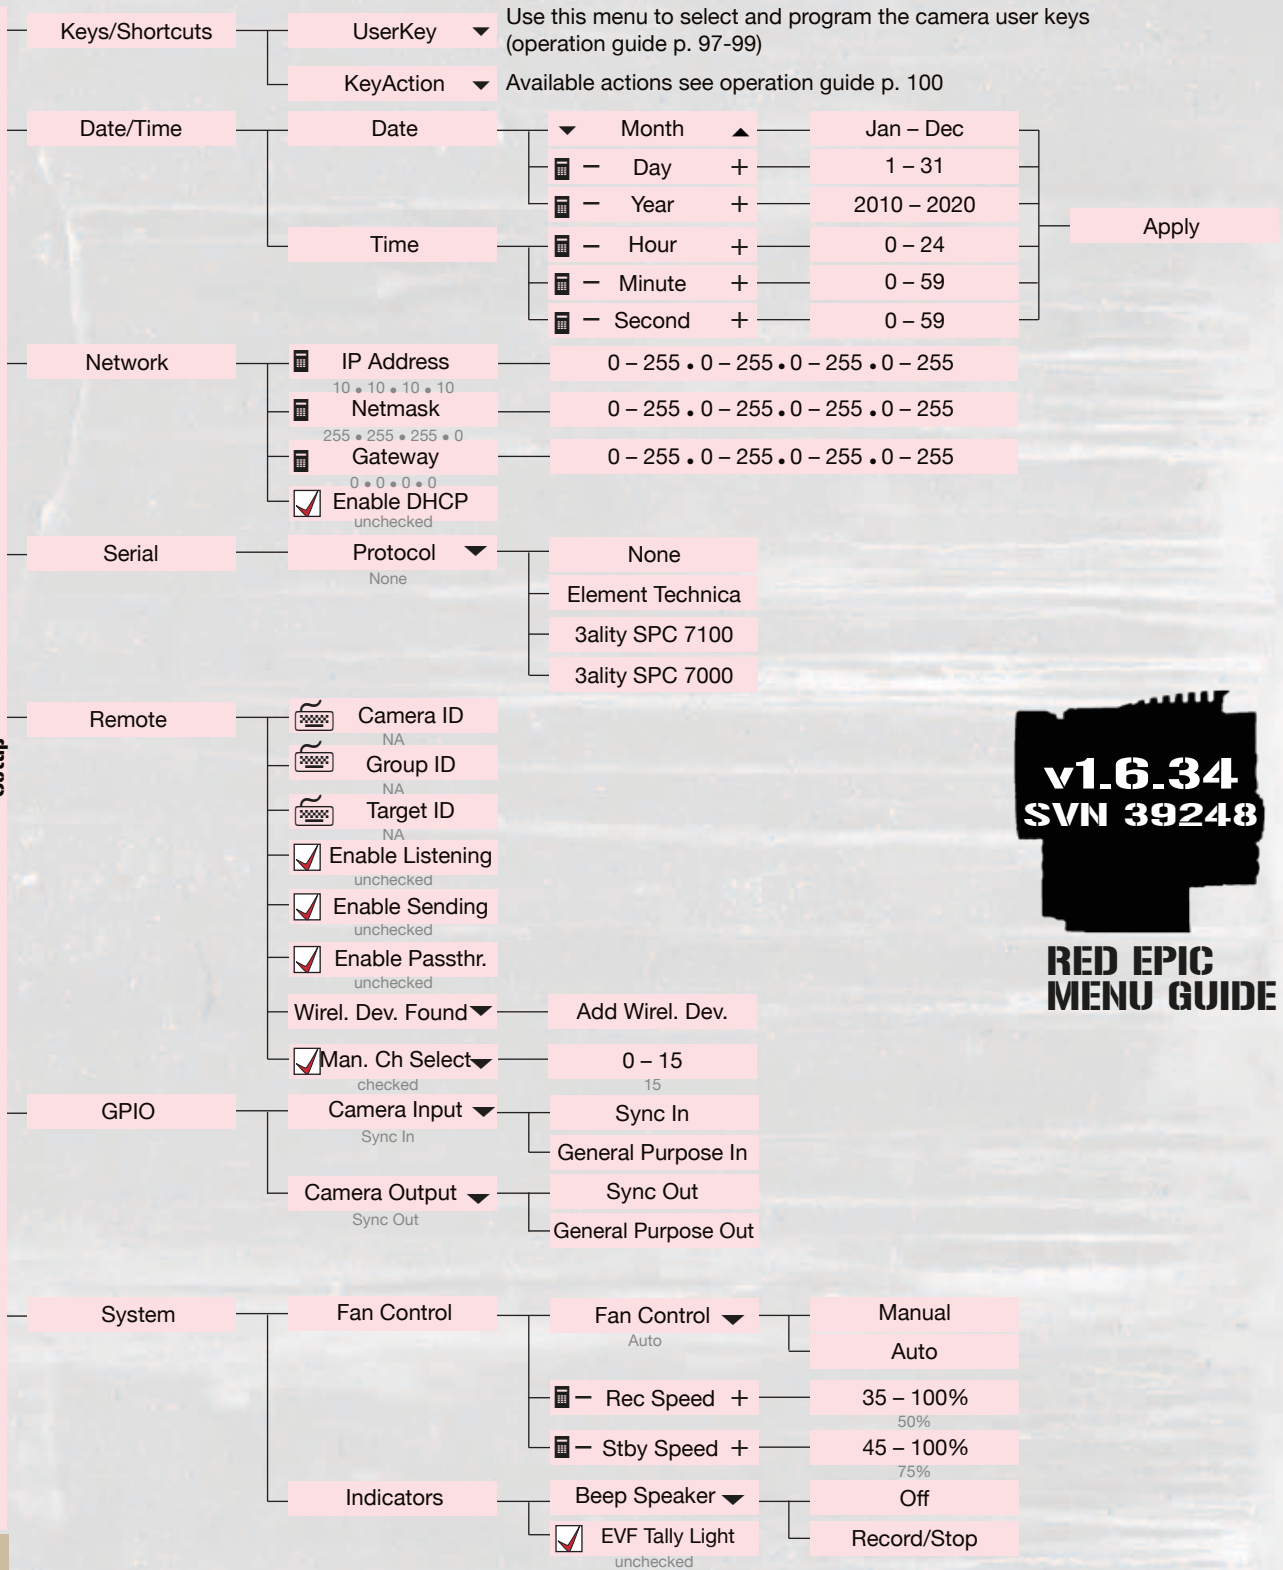 Keys/Shortcuts
UserKey
Use this menu to select and program the camera user keys
(operation guide p. 97-99)
KeyAction
Available actions see operation guide p. 100
Date/Time
Date
Month
Jan – Dec
– Day +
1 – 31
– Year +
2010 – 2020
Apply
Time
– Hour +
0 – 24
– Minute +
0 – 59
– Second +
0 – 59
Network
IP Address
10 • 10 • 10 • 10
0 – 255 • 0 – 255 • 0 – 255 • 0 – 255
Netmask
255 • 255 • 255 • 0
0 – 255 • 0 – 255 • 0 – 255 • 0 – 255
Gateway
0 • 0 • 0 • 0
0 – 255 • 0 – 255 • 0 – 255 • 0 – 255
Enable DHCP
unchecked
Serial
Protocol
None
None
Element Technica
3ality SPC 7100
3ality SPC 7000
Setup
Remote
Camera ID
NA
Group ID
NA
Target ID
NA
Enable Listening
unchecked
Enable Sending
unchecked
Enable Passthr.
unchecked
Wirel. Dev. Found
Add Wirel. Dev.
Man. Ch Select
checked
0 – 15
15
v1.6.34
SVN 39248
RED EPIC
MENU GUIDE
GPIO
Camera Input
Sync In
Sync In
General Purpose In
Camera Output
Sync Out
Sync Out
General Purpose Out
System
Fan Control
Fan Control
Auto
Manual
Auto
– Rec Speed +
35 – 100%
50%
– Stby Speed +
45 – 100%
75%
Indicators
Beep Speaker
Off
Record/Stop
EVF Tally Light
unchecked